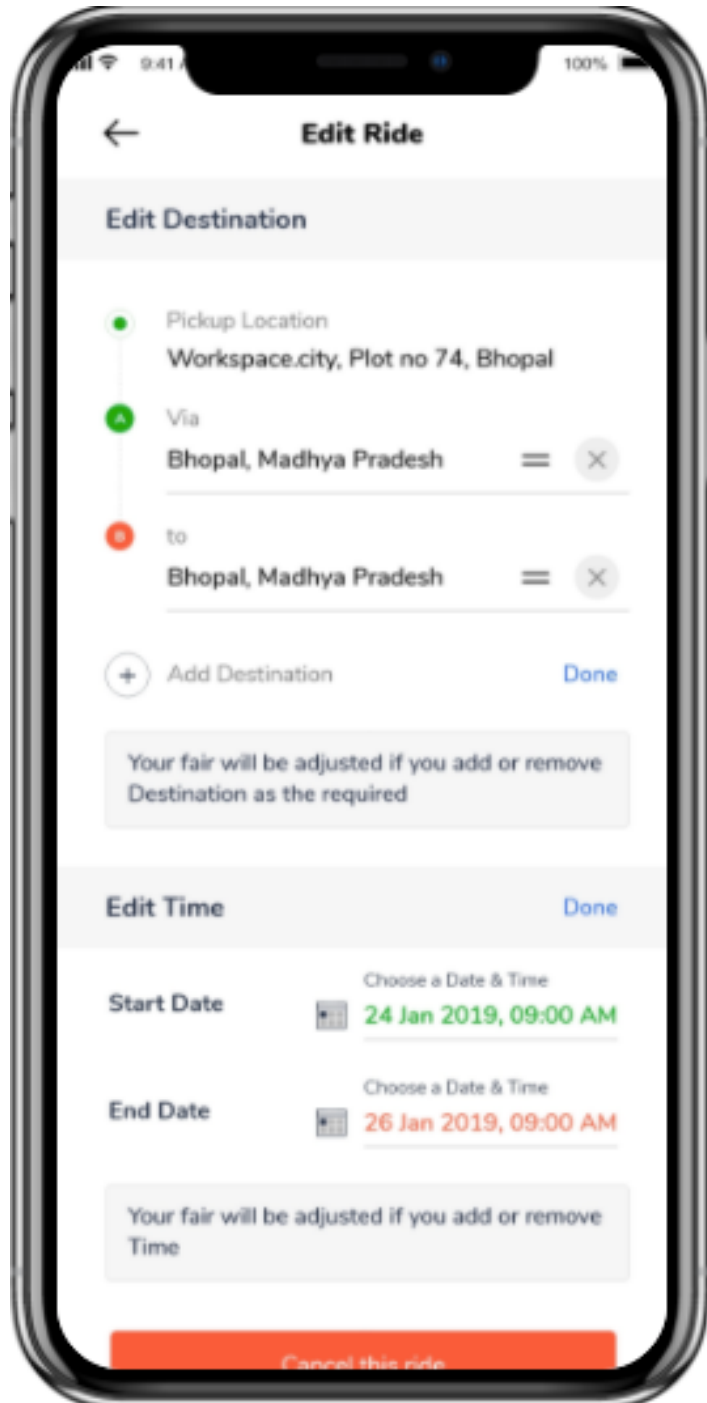 9:41
100%
Edit Ride
Edit Destination
Pickup Location
Workspace.city, Plot no 74, Bhopal
A
Via
Bhopal, Madhya Pradesh
B
to
Bhopal, Madhya Pradesh
Add Destination Done
Your fair will be adjusted if you add or remove
Destination as the required
Edit Time Done
Choose a Date & Time
Start Date 24 Jan 2019, 09:00 AM
Choose a Date & Time
End Date 26 Jan 2019, 09:00 AM
Your fair will be adjusted if you add or remove
Time
Cancel this ride